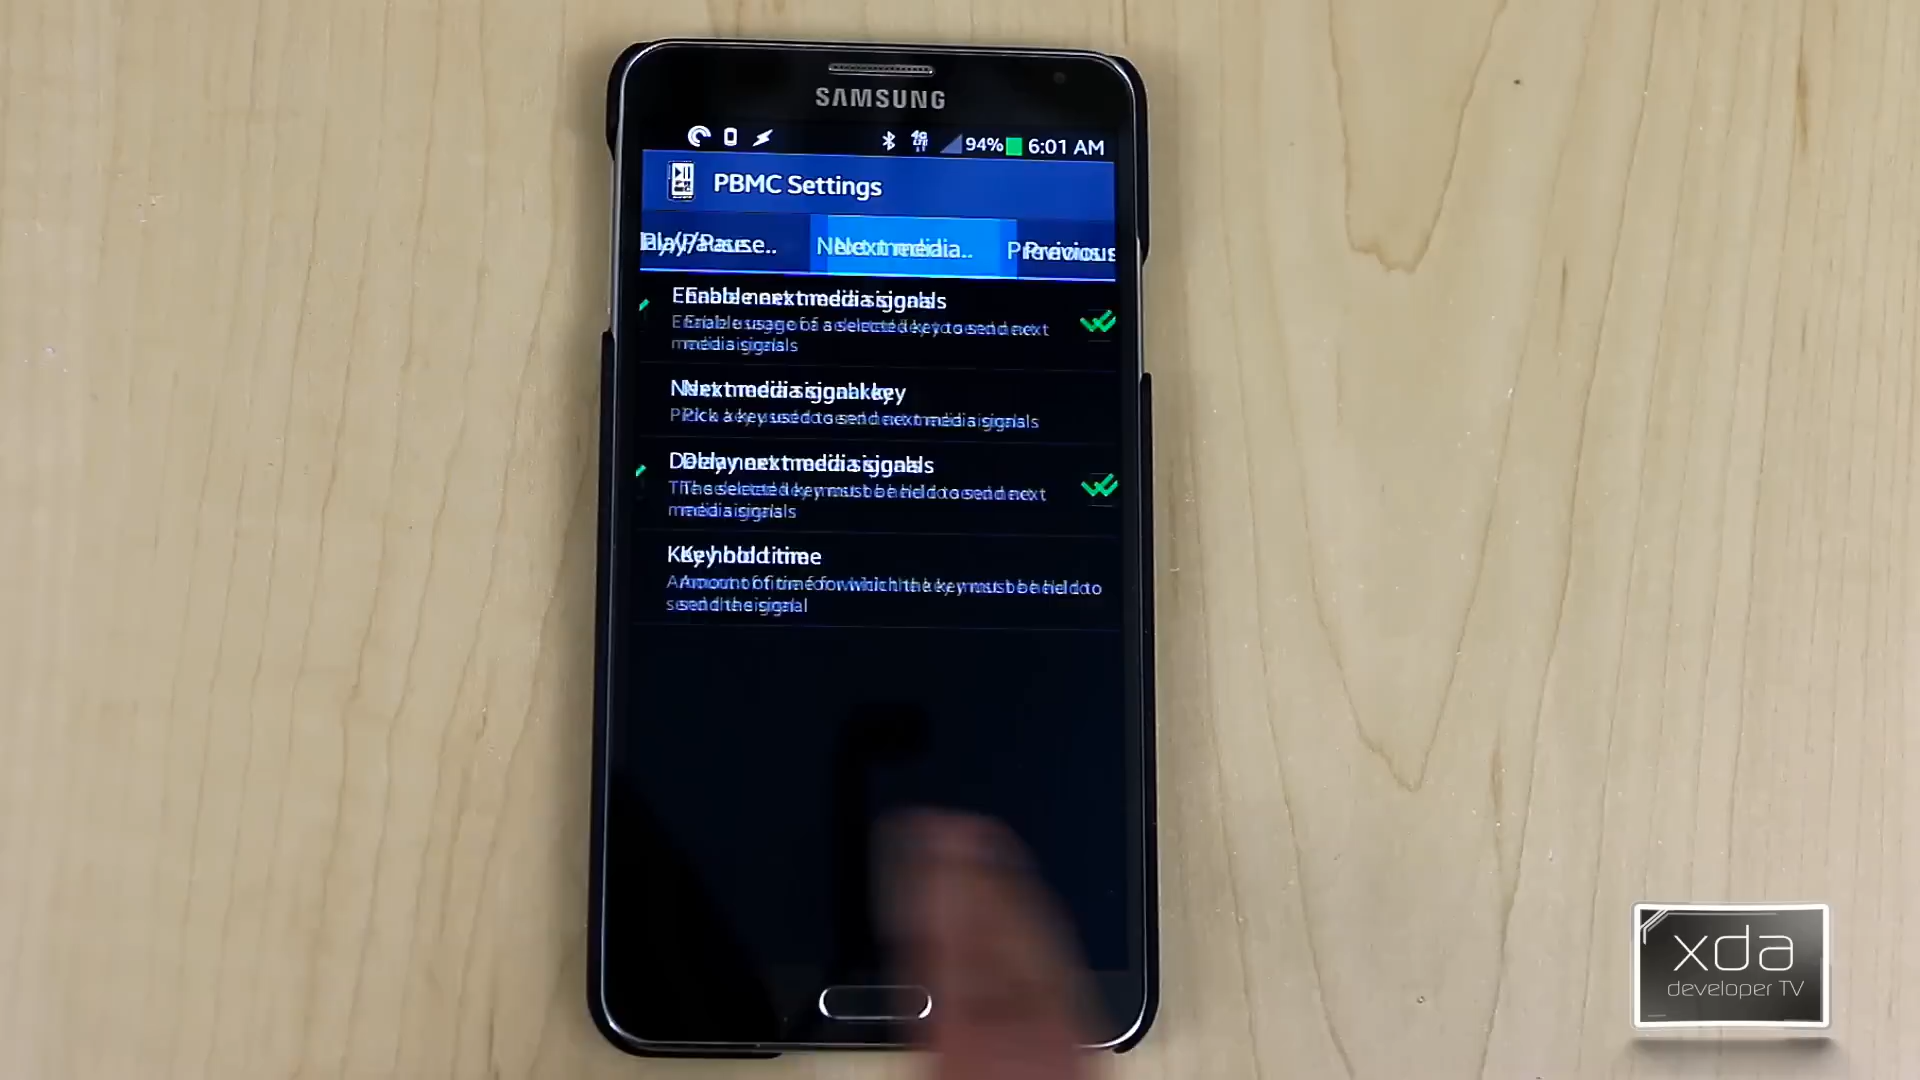 SAMSUNG
94% 6:01 AM
PBMC Settings
Play/Pause.. Next media.. Previous
Enable next media signals
Enable usage of a selected key to send next
media signals
Next media signal key
Pick a key used to send next media signals
Delay next media signals
The selected key must be held to send next
media signals
Key hold time
Amount of time for which the key must be held to
send the signal
xda
developer TV